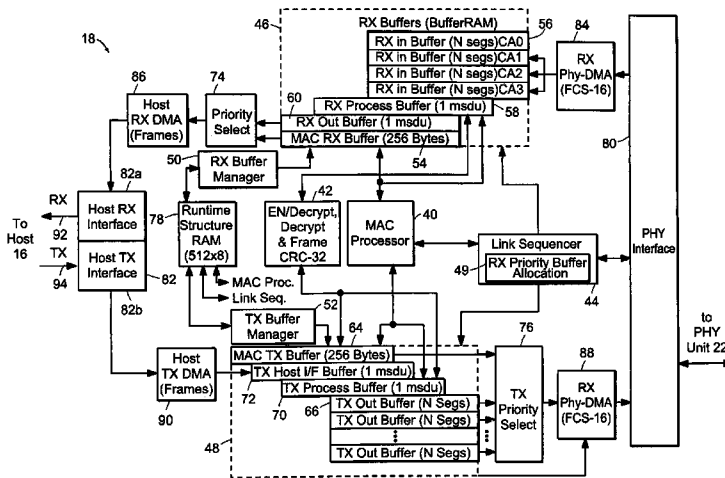 18
46
RX Buffers (BufferRAM)
56
RX in Buffer (N segs)CA0
RX in Buffer (N segs)CA1
RX in Buffer (N segs)CA2
RX in Buffer (N segs)CA3
RX Process Buffer (1 msdu)
58
60
RX Out Buffer (1 msdu)
MAC RX Buffer (256 Bytes)
54
84
RX
Phy-DMA
(FCS-16)
86
Host
RX DMA
(Frames)
74
Priority
Select
50
RX Buffer
Manager
80
PHY
Interface
82a
RX
92
Host RX
Interface
To
Host
16
TX
94
Host TX
Interface
82
82b
78
Runtime
Structure
RAM
(512x8)
42
EN/Decrypt,
Decrypt
& Frame
CRC-32
40
MAC
Processor
Link Sequencer
49
RX Priority Buffer
Allocation
44
MAC Proc.
Link Seq.
52
TX Buffer
Manager
64
MAC TX Buffer (256 Bytes)
TX Host I/F Buffer (1 msdu)
72
TX Process Buffer (1 msdu)
70
66
TX Out Buffer (N Segs)
TX Out Buffer (N Segs)
TX Out Buffer (N Segs)
48
76
TX
Priority
Select
88
RX
Phy-DMA
(FCS-16)
Host
TX DMA
(Frames)
90
to
PHY
Unit 22